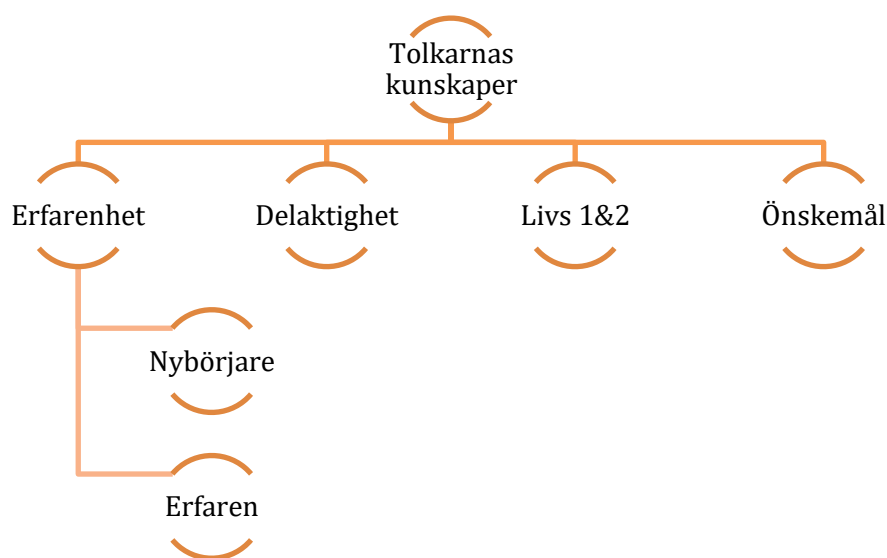 Tolkarnas
kunskaper
Erfarenhet
Delaktighet
Livs 1&2
Önskemål
Nybörjare
Erfaren